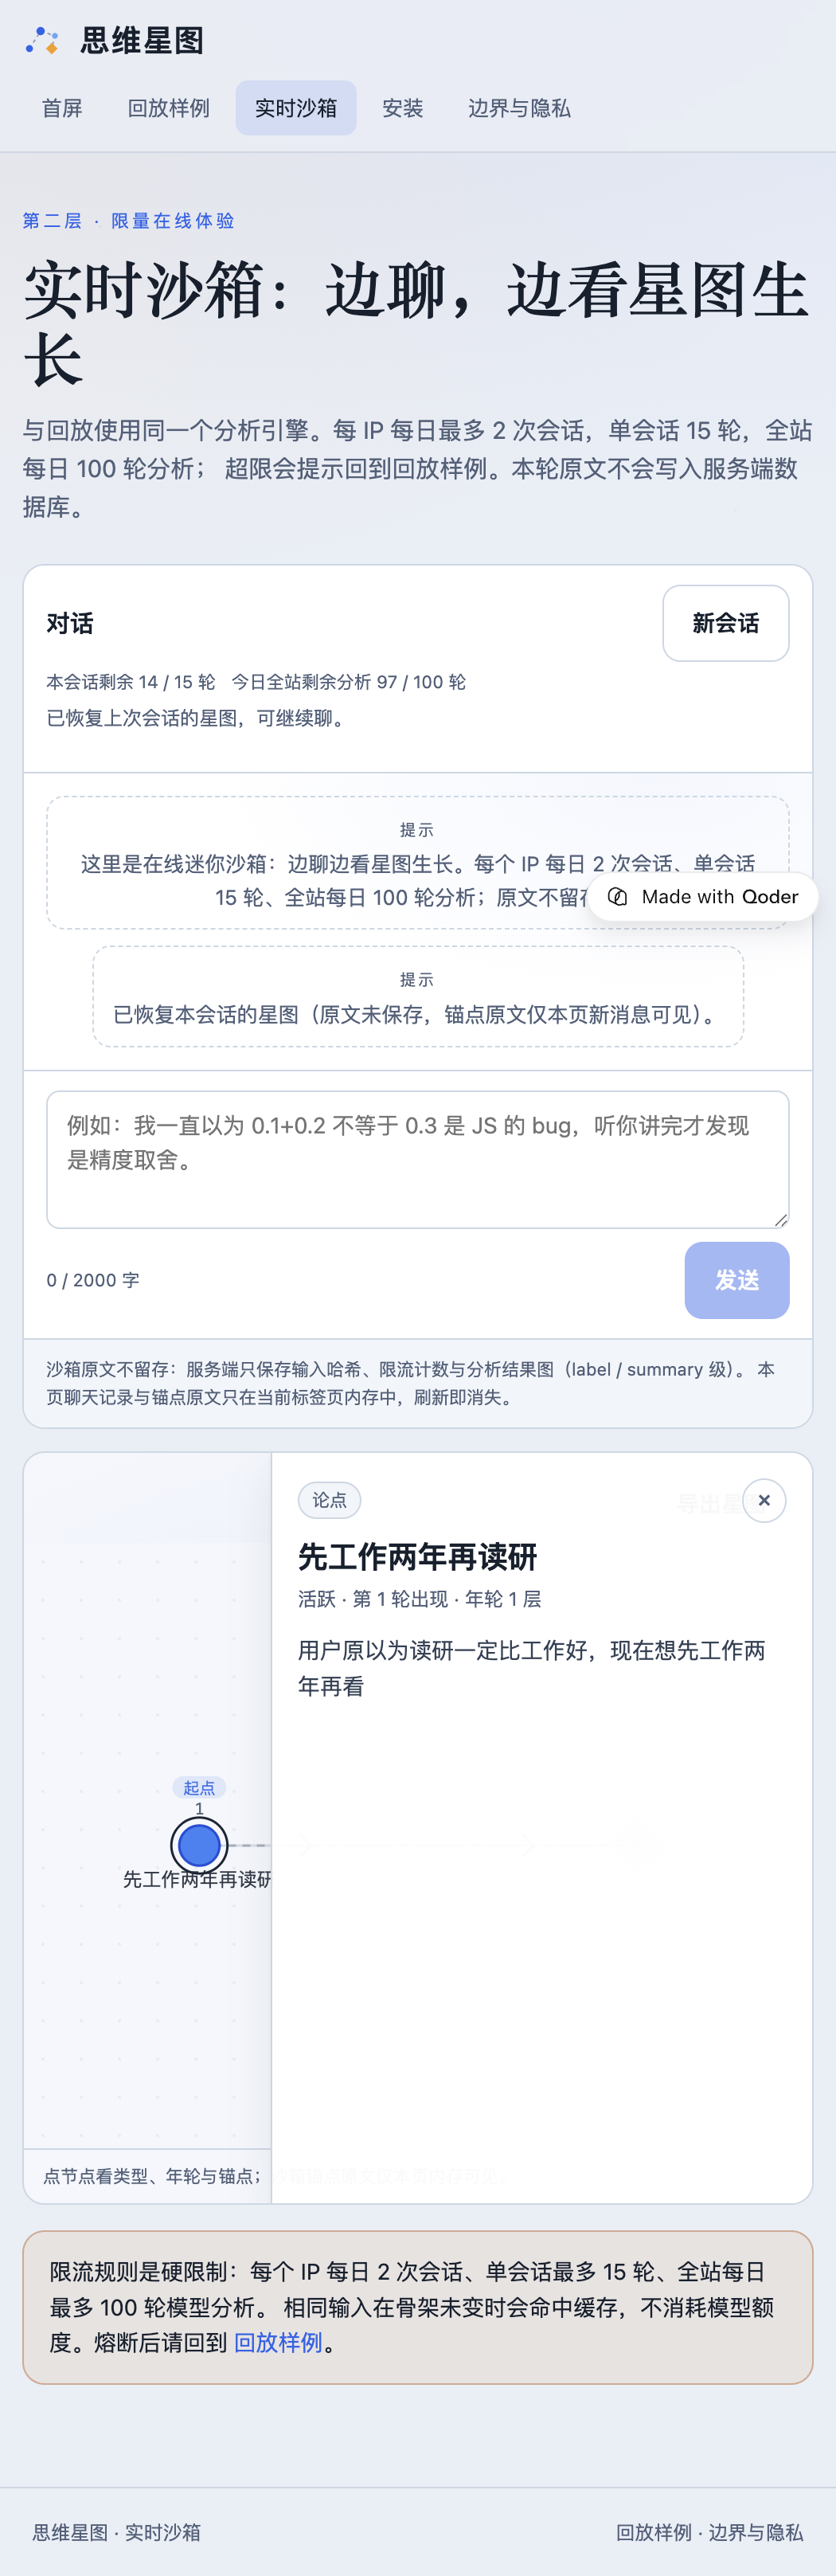 思维星图
首屏 回放样例 实时沙箱 安装 边界与隐私
第二层 · 限量在线体验
实时沙箱：边聊，边看星图生
长
与回放使用同一个分析引擎。每 IP 每日最多 2 次会话，单会话 15 轮，全站
每日 100 轮分析； 超限会提示回到回放样例。本轮原文不会写入服务端数
据库。
对话
新会话
本会话剩余 14 / 15 轮 今日全站剩余分析 97 / 100 轮
已恢复上次会话的星图，可继续聊。
提示
这里是在线迷你沙箱：边聊边看星图生长。每个 IP 每日 2 次会话、单会话
15 轮、全站每日 100 轮分析；原文不留
Made with Qoder
提示
已恢复本会话的星图（原文未保存，锚点原文仅本页新消息可见）。
例如：我一直以为 0.1+0.2 不等于 0.3 是 JS 的 bug，听你讲完才发现
是精度取舍。
0 / 2000 字
发送
沙箱原文不留存：服务端只保存输入哈希、限流计数与分析结果图（label / summary 级）。 本
页聊天记录与锚点原文只在当前标签页内存中，刷新即消失。
论点
导出星
×
先工作两年再读研
活跃 · 第 1 轮出现 · 年轮 1 层
用户原以为读研一定比工作好，现在想先工作两
年再看
起点
1
先工作两年再读研
点节点看类型、年轮与锚点；
限流规则是硬限制：每个 IP 每日 2 次会话、单会话最多 15 轮、全站每日
最多 100 轮模型分析。 相同输入在骨架未变时会命中缓存，不消耗模型额
度。熔断后请回到 回放样例。
思维星图 · 实时沙箱
回放样例 · 边界与隐私